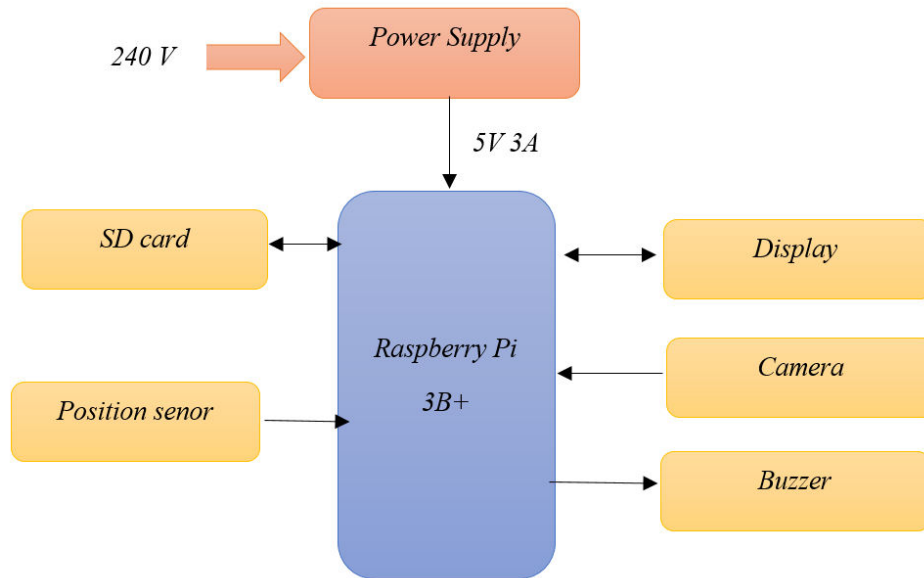 Power Supply
240 V
5V 3A
SD card
Display
Raspberry Pi
3B+
Camera
Position senor
Buzzer